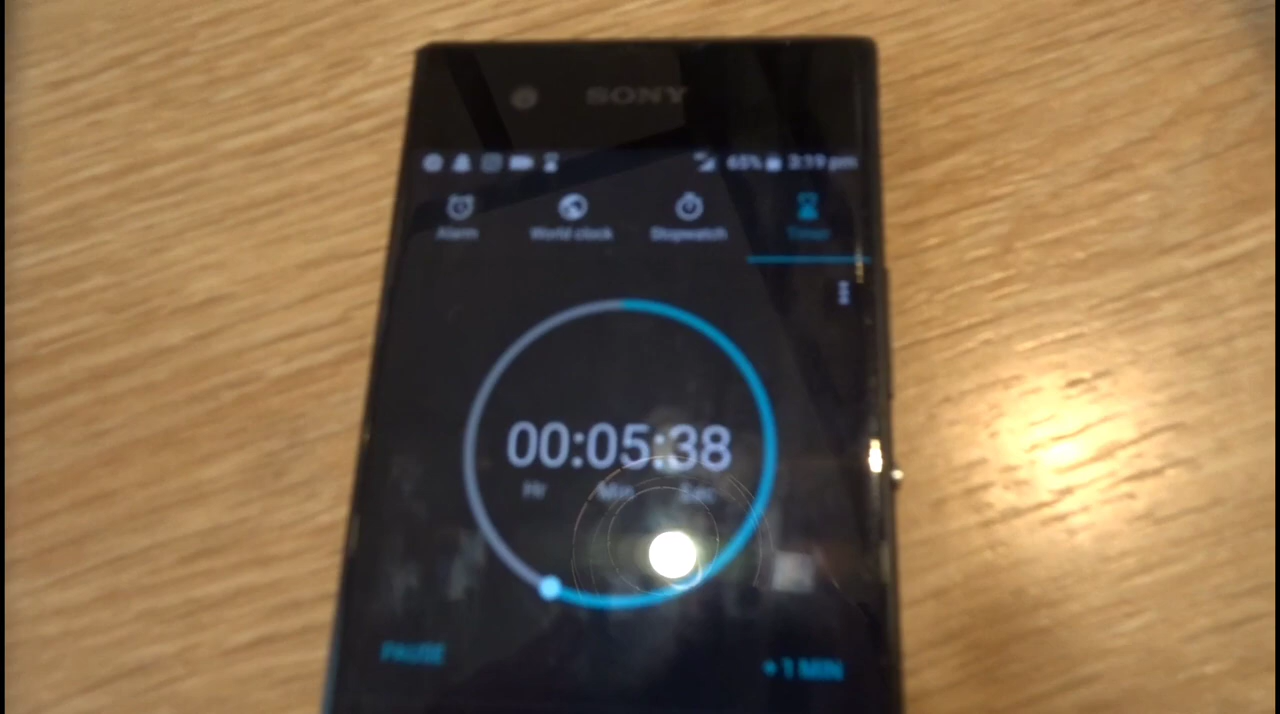 SONY
65% 3:19 pm
Alarm World clock Stopwatch Timer
00:05:38
Hr Min Sec
PAUSE + 1 MIN